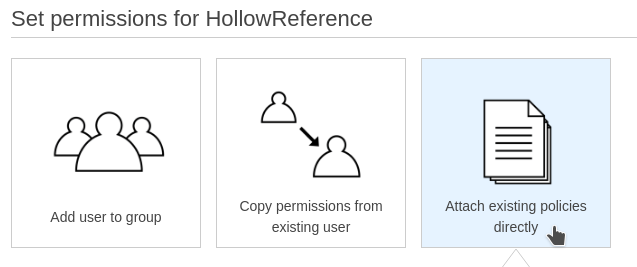 Set permissions for HollowReference
Add user to group
Copy permissions from
existing user
Attach existing policies
directly